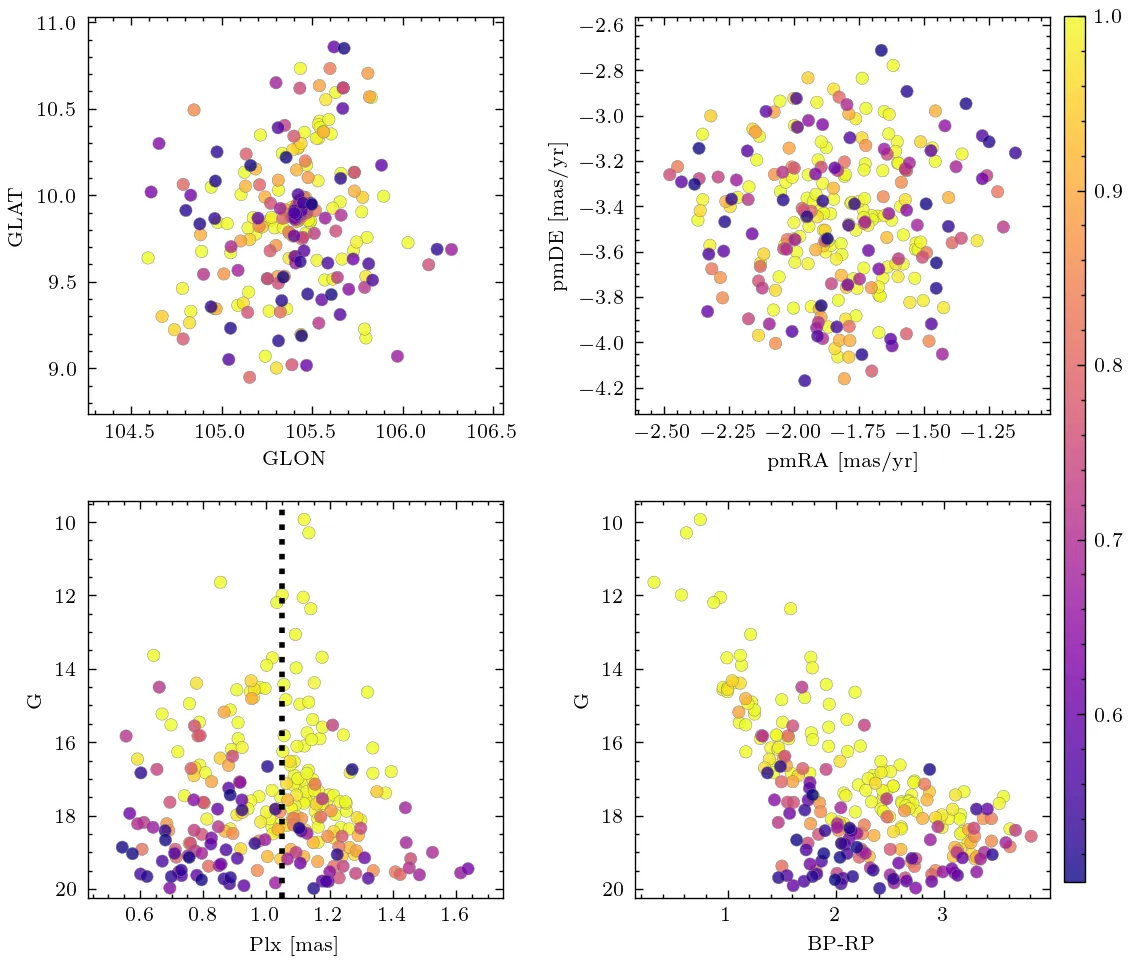 11.0
10.5
10.0
9.5
9.0
GLAT
104.5 105.0 105.5 106.0 106.5
GLON
−2.6
−2.8
−3.0
−3.2
−3.4
−3.6
−3.8
−4.0
−4.2
pmDE [mas/yr]
−2.50 −2.25 −2.00 −1.75 −1.50 −1.25
pmRA [mas/yr]
1.0
0.9
0.8
0.7
0.6
10
12
14
16
18
20
G
0.6 0.8 1.0 1.2 1.4 1.6
Plx [mas]
10
12
14
16
18
20
G
1 2 3
BP-RP